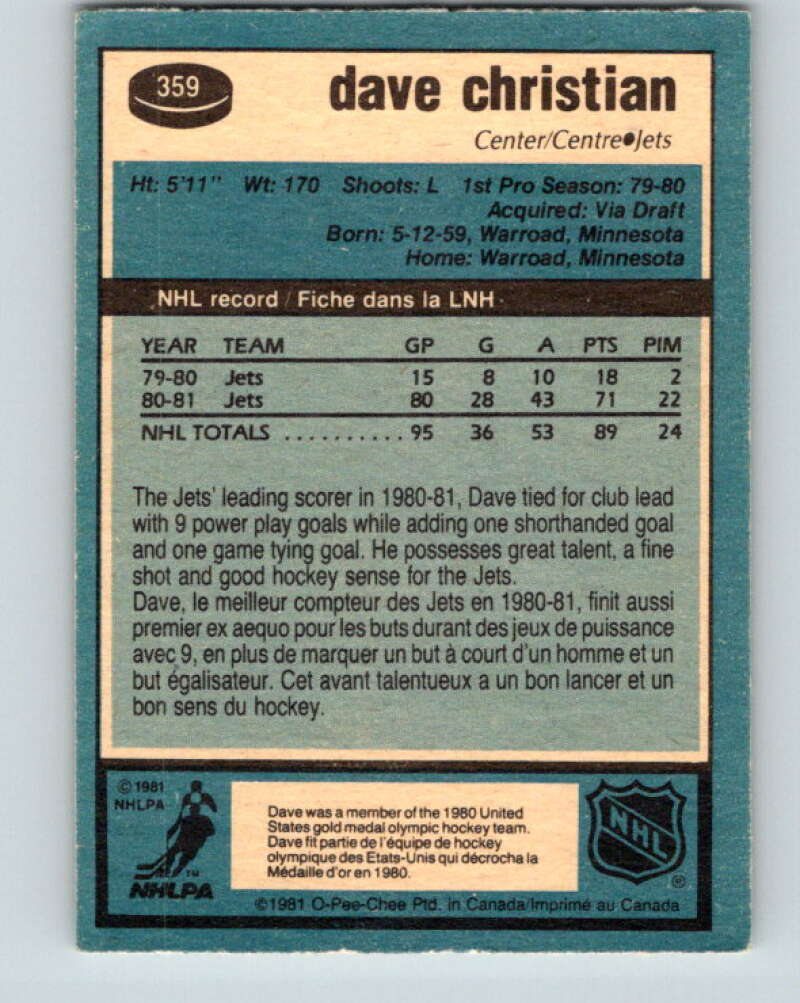 359
dave christian
Center/Centre●Jets
Ht: 5'11" Wt: 170 Shoots: L 1st Pro Season: 79-80
Acquired: Via Draft
Born: 5-12-59, Warroad, Minnesota
Home: Warroad, Minnesota
NHL record / Fiche dans la LNH
YEAR TEAM GP G A PTS PIM
79-80 Jets 15 8 10 18 2
80-81 Jets 80 28 43 71 22
NHL TOTALS .......... 95 36 53 89 24
The Jets' leading scorer in 1980-81, Dave tied for club lead
with 9 power play goals while adding one shorthanded goal
and one game tying goal. He possesses great talent, a fine
shot and good hockey sense for the Jets.
Dave, le meilleur compteur des Jets en 1980-81, finit aussi
premier ex aequo pour les buts durant des jeux de puissance
avec 9, en plus de marquer un but à court d'un homme et un
but égalisateur. Cet avant talentueux a un bon lancer et un
bon sens du hockey.
© 1981
NHLPA
TM
NHLPA
Dave was a member of the 1980 United
States gold medal olympic hockey team.
Dave fit partie de l'équipe de hockey
olympique des Etats-Unis qui décrocha la
Médaille d'or en 1980.
NHL
®
©1981 O-Pee-Chee Ptd. in Canada/Imprimé au Canada